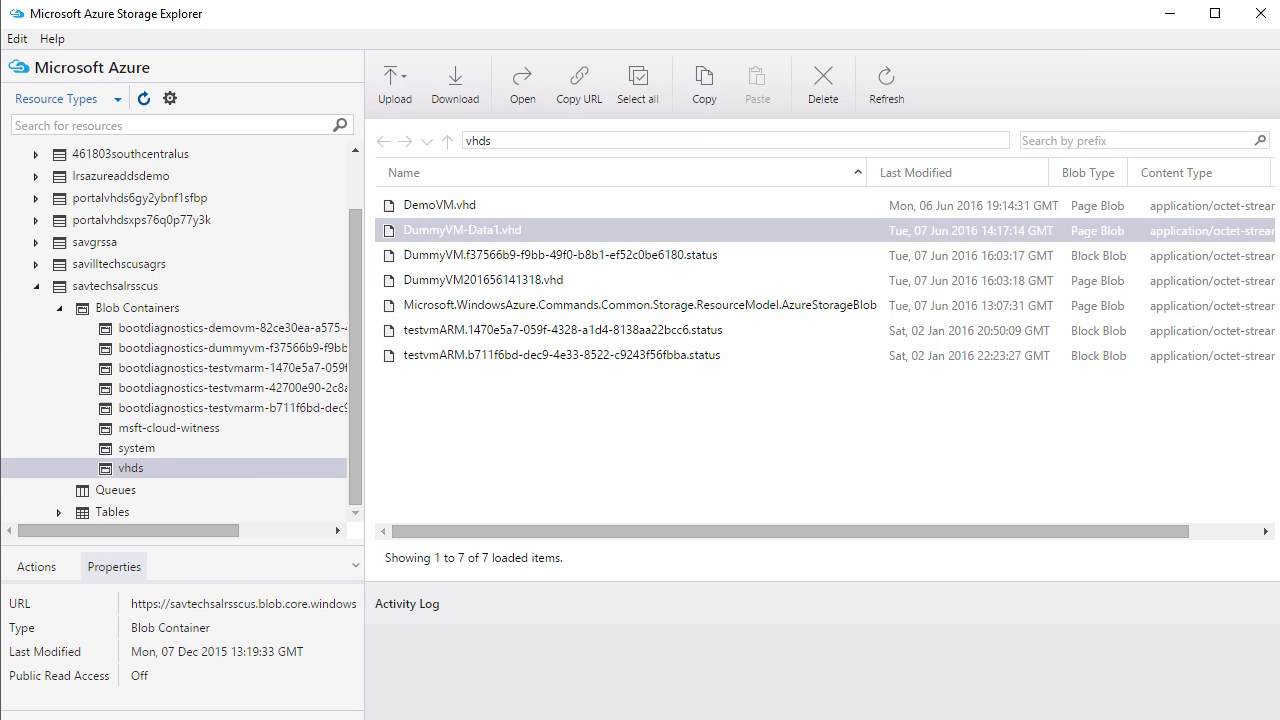 Microsoft Azure Storage Explorer
Edit Help
Microsoft Azure
Resource Types
Search for resources
461803southcentralus
lrsazureaddsdemo
portalvhds6gy2ybnf1sfbp
portalvhdsxps76q0p77y3k
savgrssa
savilltechscusagrs
savtechsalrsscus
Blob Containers
bootdiagnostics-demovm-82ce30ea-a575-4
bootdiagnostics-dummyvm-f37566b9-f9bb
bootdiagnostics-testvmarm-1470e5a7-059f
bootdiagnostics-testvmarm-42700e90-2c8a
bootdiagnostics-testvmarm-b711f6bd-dec9
msft-cloud-witness
system
vhds
Queues
Tables
Actions Properties
URL https://savtechsalrsscus.blob.core.windows
Type Blob Container
Last Modified Mon, 07 Dec 2015 13:19:33 GMT
Public Read Access Off
Upload Download Open Copy URL Select all Copy Paste Delete Refresh
vhds Search by prefix
Name Last Modified Blob Type Content Type
DemoVM.vhd Mon, 06 Jun 2016 19:14:31 GMT Page Blob application/octet-strear
DummyVM-Data1.vhd Tue, 07 Jun 2016 14:17:14 GMT Page Blob application/octet-strear
DummyVM.f37566b9-f9bb-49f0-b8b1-ef52c0be6180.status Tue, 07 Jun 2016 16:03:17 GMT Block Blob application/octet-strear
DummyVM201656141318.vhd Tue, 07 Jun 2016 16:03:18 GMT Page Blob application/octet-strear
Microsoft.WindowsAzure.Commands.Common.Storage.ResourceModel.AzureStorageBlob Tue, 07 Jun 2016 13:07:31 GMT Page Blob application/octet-strear
testvmARM.1470e5a7-059f-4328-a1d4-8138aa22bcc6.status Sat, 02 Jan 2016 20:50:09 GMT Block Blob application/octet-strear
testvmARM.b711f6bd-dec9-4e33-8522-c9243f56fbba.status Sat, 02 Jan 2016 22:23:27 GMT Block Blob application/octet-strear
Showing 1 to 7 of 7 loaded items.
Activity Log